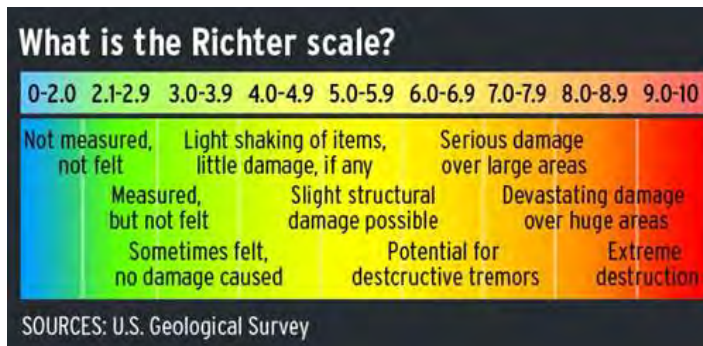 What is the Richter scale?
0-2.0 2.1-2.9 3.0-3.9 4.0-4.9 5.0-5.9 6.0-6.9 7.0-7.9 8.0-8.9 9.0-10
Not measured,
not felt
Light shaking of items,
little damage, if any
Serious damage
over large areas
Measured,
but not felt
Slight structural
damage possible
Devastating damage
over huge areas
Sometimes felt,
no damage caused
Potential for
destcructive tremors
Extreme
destruction
SOURCES: U.S. Geological Survey